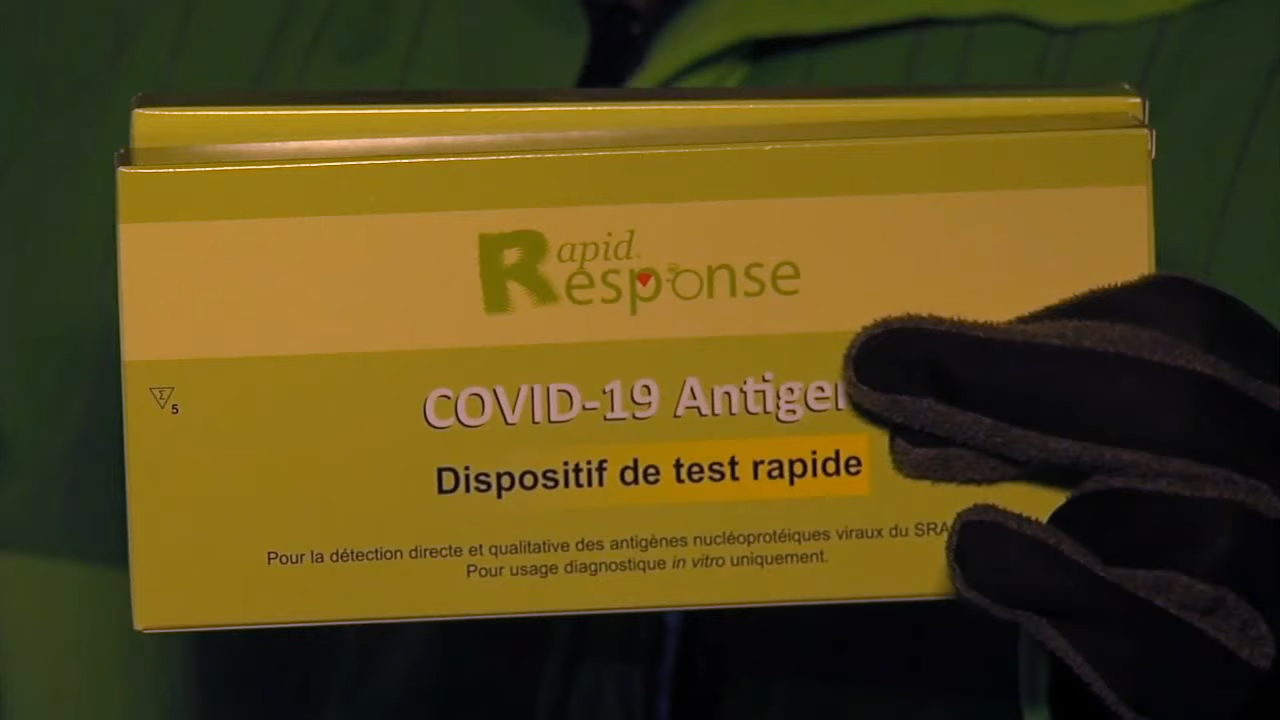 Rapid
Response
COVID-19 Antigen
Σ
5
Dispositif de test rapide
Pour la détection directe et qualitative des antigènes nucléoprotéiques viraux du SRA
Pour usage diagnostique in vitro uniquement.